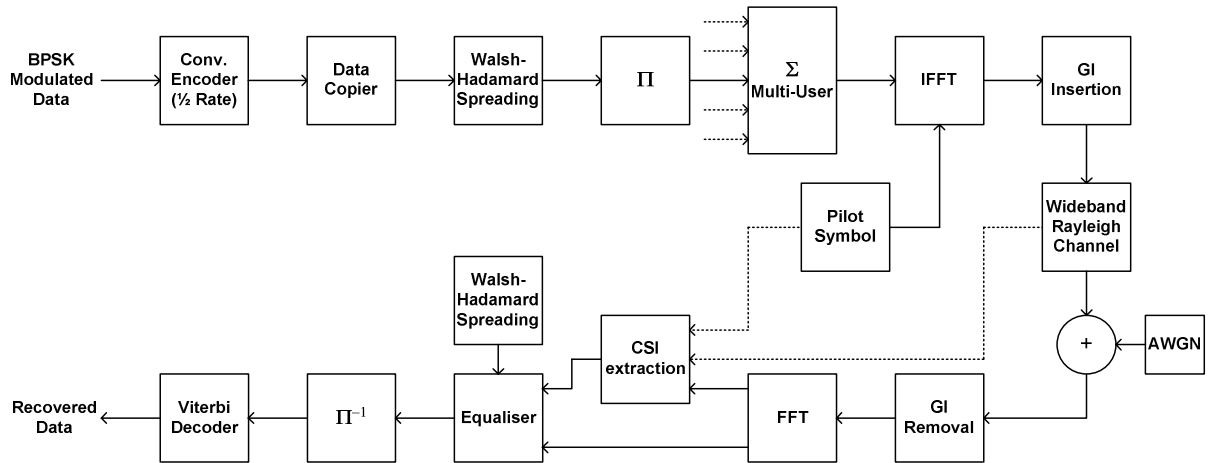 BPSK
Modulated
Data
Conv.
Encoder
(½ Rate)
Data
Copier
Walsh-
Hadamard
Spreading
Π
Σ
Multi-User
IFFT
GI
Insertion
Pilot
Symbol
Wideband
Rayleigh
Channel
Walsh-
Hadamard
Spreading
CSI
extraction
+
AWGN
Recovered
Data
Viterbi
Decoder
Π⁻¹
Equaliser
FFT
GI
Removal